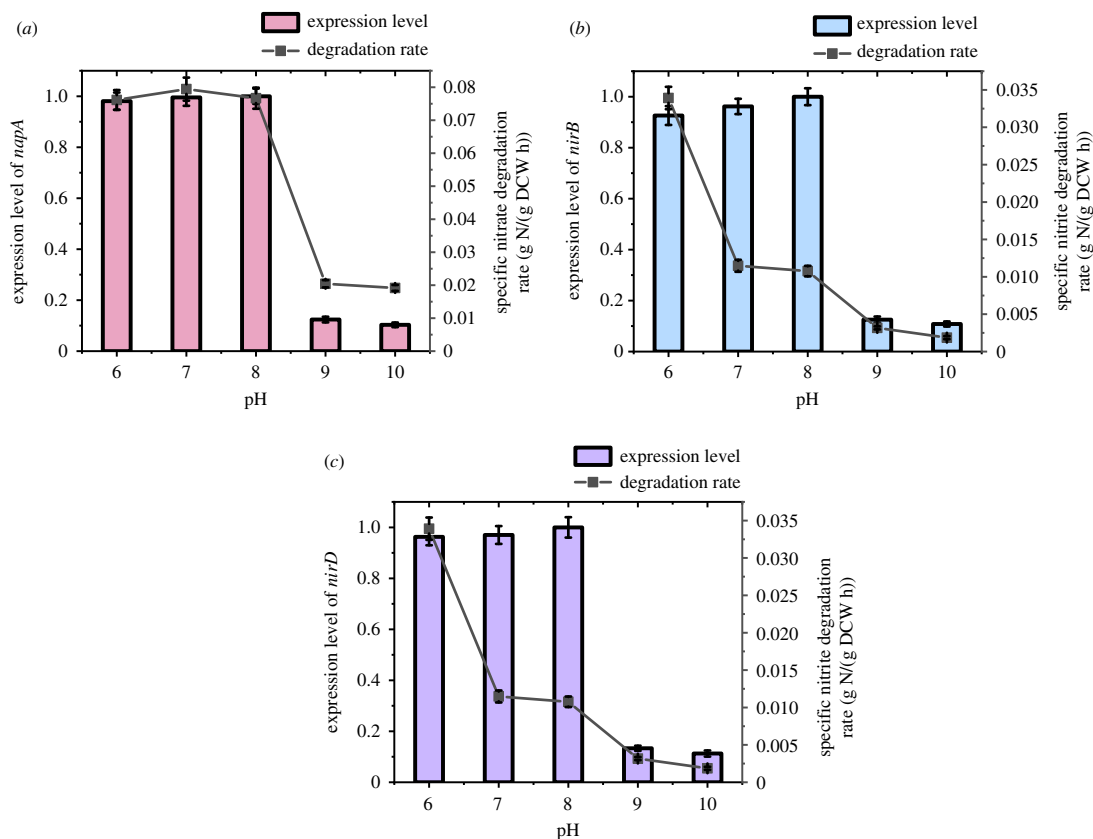 (a)
expression level
degradation rate
1.0
0.8
0.6
0.4
0.2
0
expression level of napA
0.08
0.07
0.06
0.05
0.04
0.03
0.02
0.01
0
specific nitrate degradation
rate (g N/(g DCW h))
6 7 8 9 10
pH
(b)
expression level
degradation rate
1.0
0.8
0.6
0.4
0.2
0
expression level of nirB
0.035
0.030
0.025
0.020
0.015
0.010
0.005
0
specific nitrite degradation
rate (g N/(g DCW h))
6 7 8 9 10
pH
(c)
expression level
degradation rate
1.0
0.8
0.6
0.4
0.2
0
expression level of nirD
0.035
0.030
0.025
0.020
0.015
0.010
0.005
0
specific nitrite degradation
rate (g N/(g DCW h))
6 7 8 9 10
pH